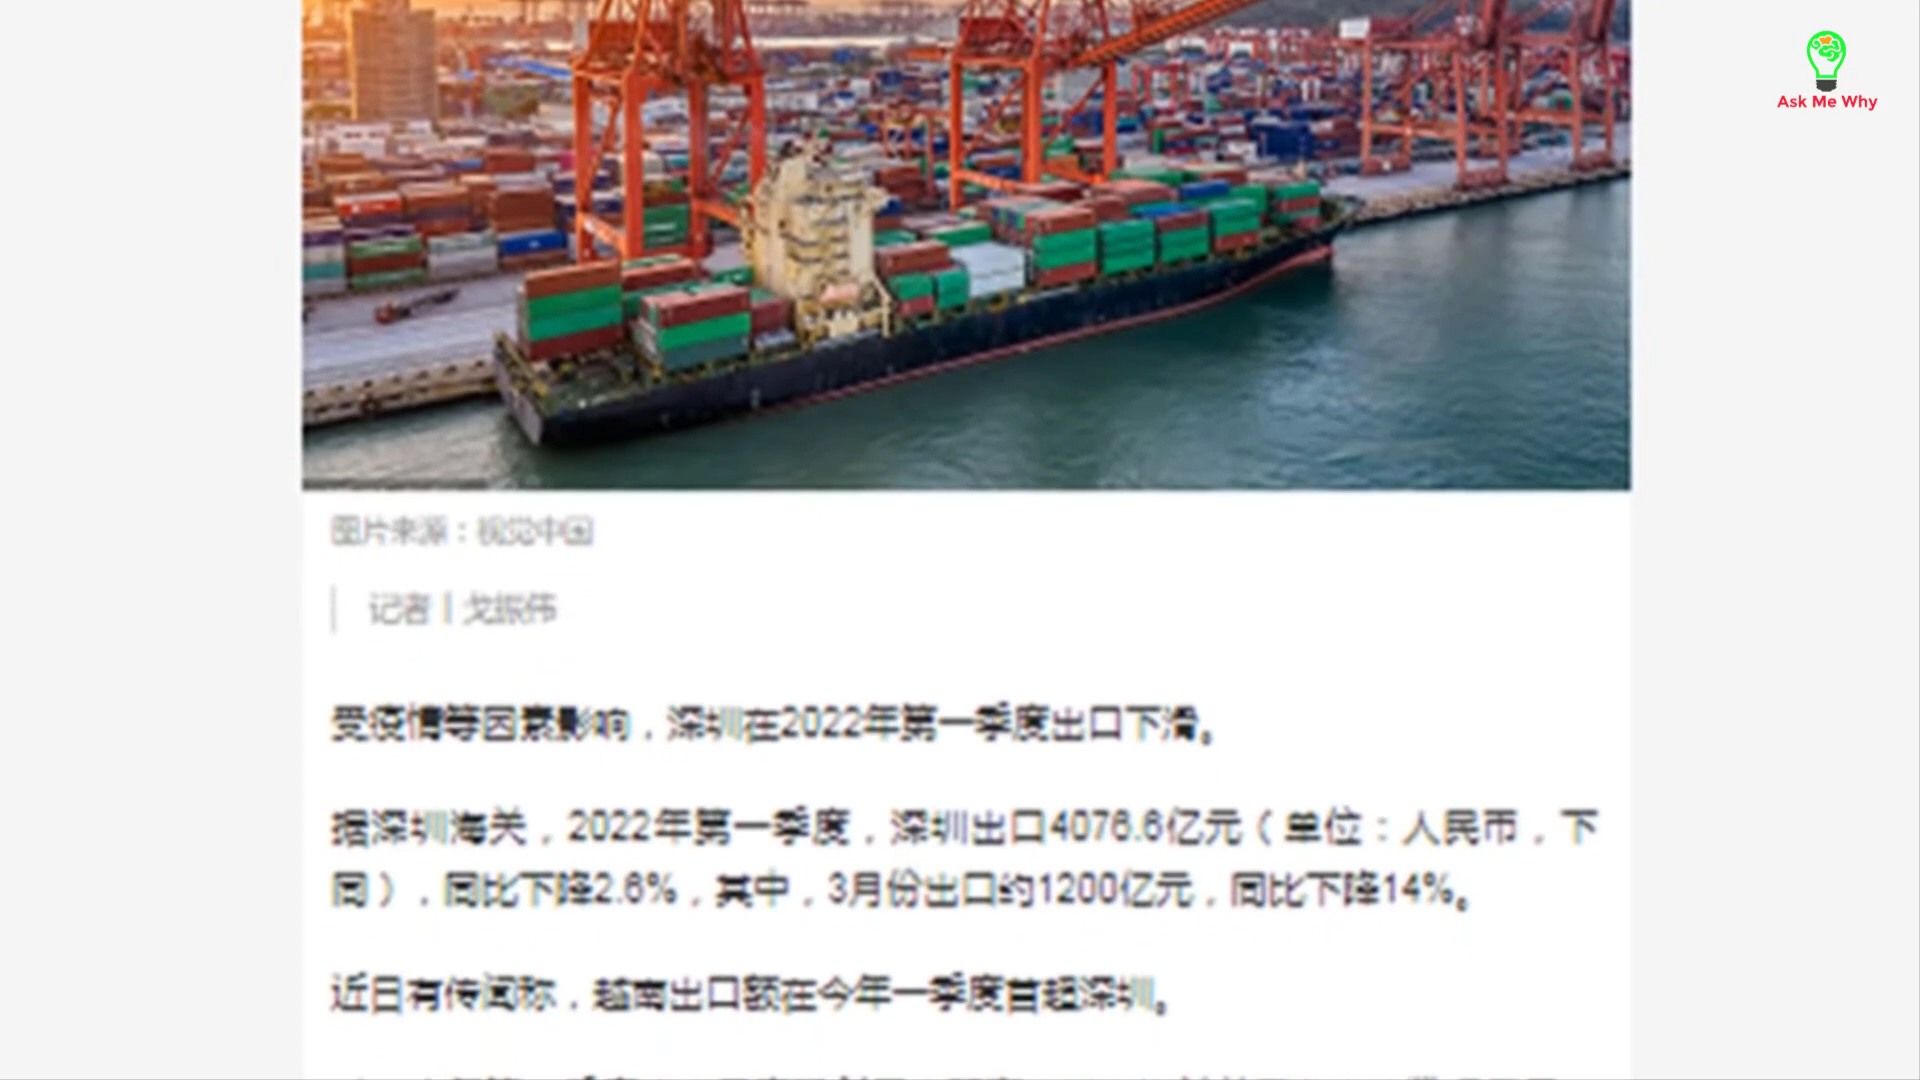 Ask Me Why
图片来源：视觉中国
记者｜戈振伟
受疫情等因素影响，深圳在2022年第一季度出口下滑。
据深圳海关，2022年第一季度，深圳出口4076.6亿元（单位：人民币，下
同），同比下降2.6%，其中，3月份出口约1200亿元，同比下降14%。
近日有传闻称，越南出口额在今年一季度首超深圳。